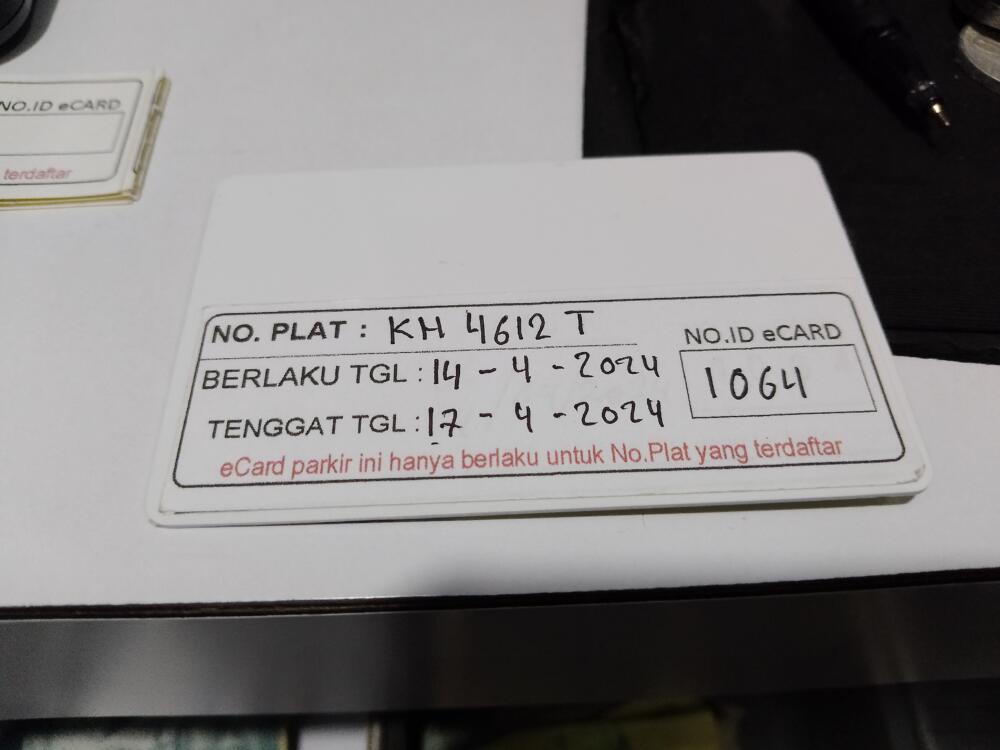 NO.ID eCARD
terdaftar
NO. PLAT : KH 4612 T
BERLAKU TGL : 14 - 4 - 2024
TENGGAT TGL : 17 - 4 - 2024
NO.ID eCARD
1064
eCard parkir ini hanya berlaku untuk No.Plat yang terdaftar